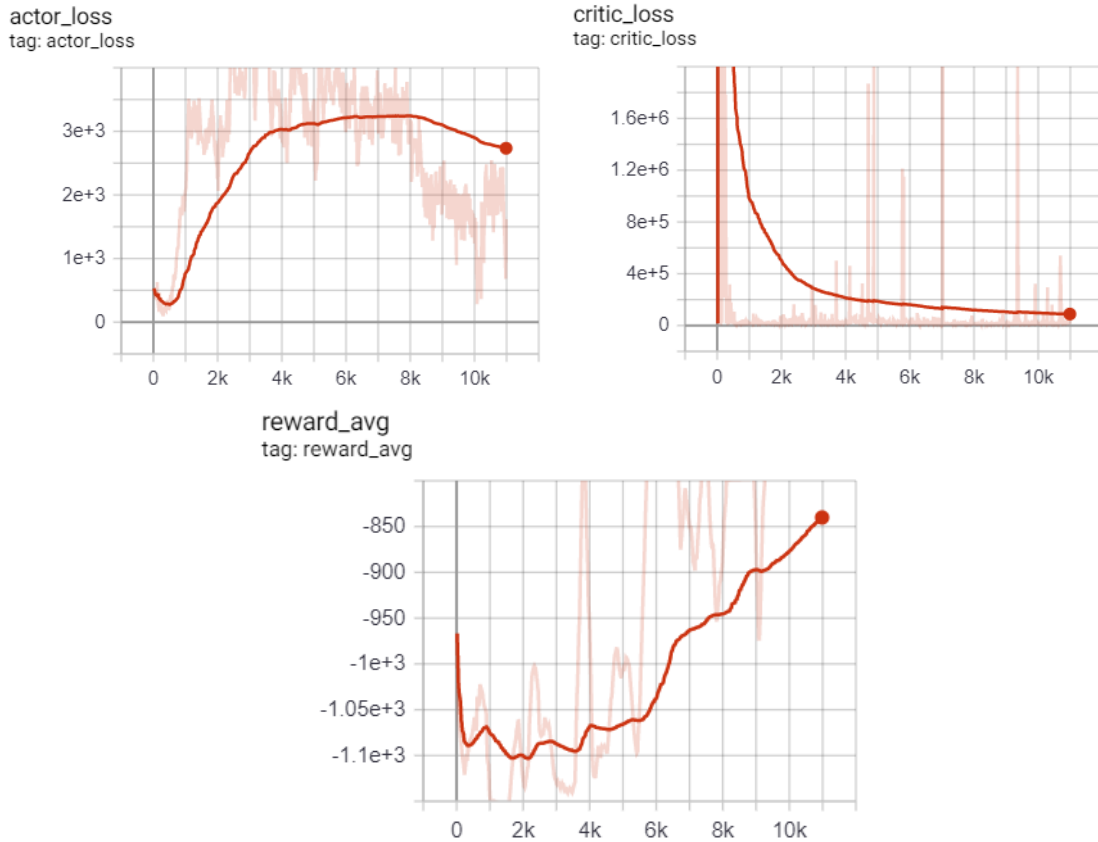 actor_loss
tag: actor_loss
3e+3
2e+3
1e+3
0
0 2k 4k 6k 8k 10k
critic_loss
tag: critic_loss
1.6e+6
1.2e+6
8e+5
4e+5
0
0 2k 4k 6k 8k 10k
reward_avg
tag: reward_avg
-850
-900
-950
-1e+3
-1.05e+3
-1.1e+3
0 2k 4k 6k 8k 10k